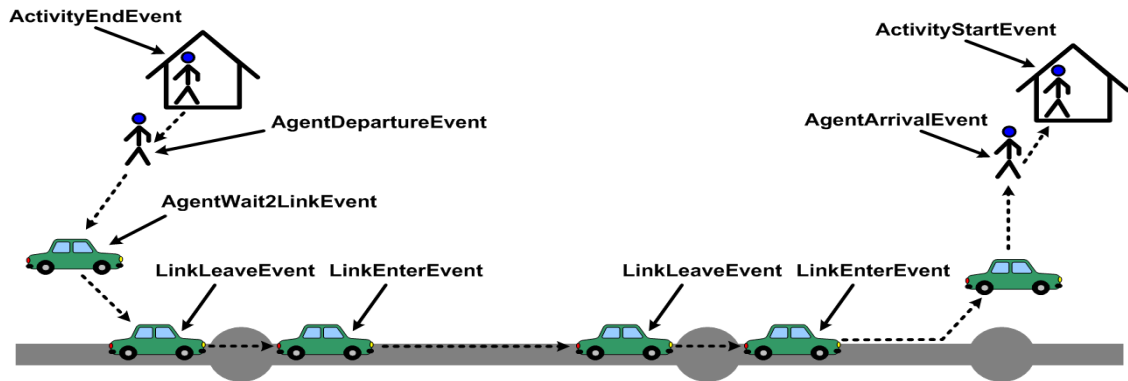 ActivityEndEvent
ActivityStartEvent
AgentDepartureEvent
AgentArrivalEvent
AgentWait2LinkEvent
LinkLeaveEvent
LinkEnterEvent
LinkLeaveEvent
LinkEnterEvent